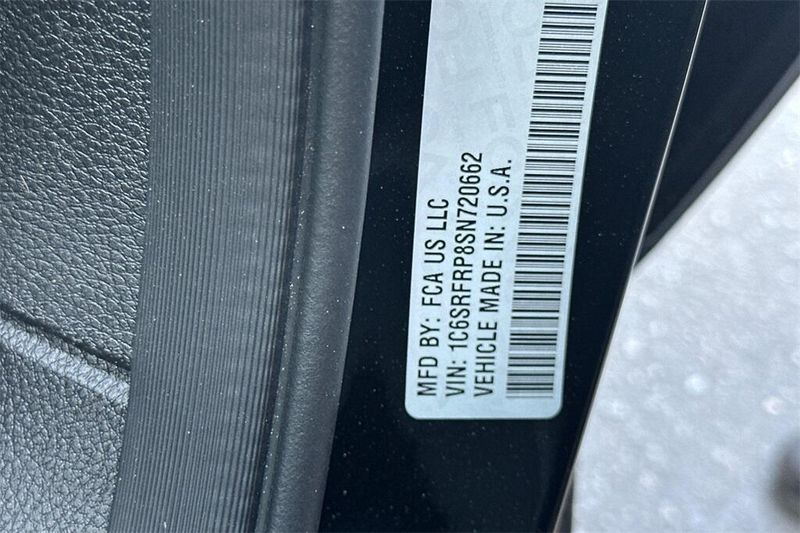 MFD BY: FCA US LLC
VIN: 1C6SRFRP8SN720662
VEHICLE MADE IN: U.S.A.